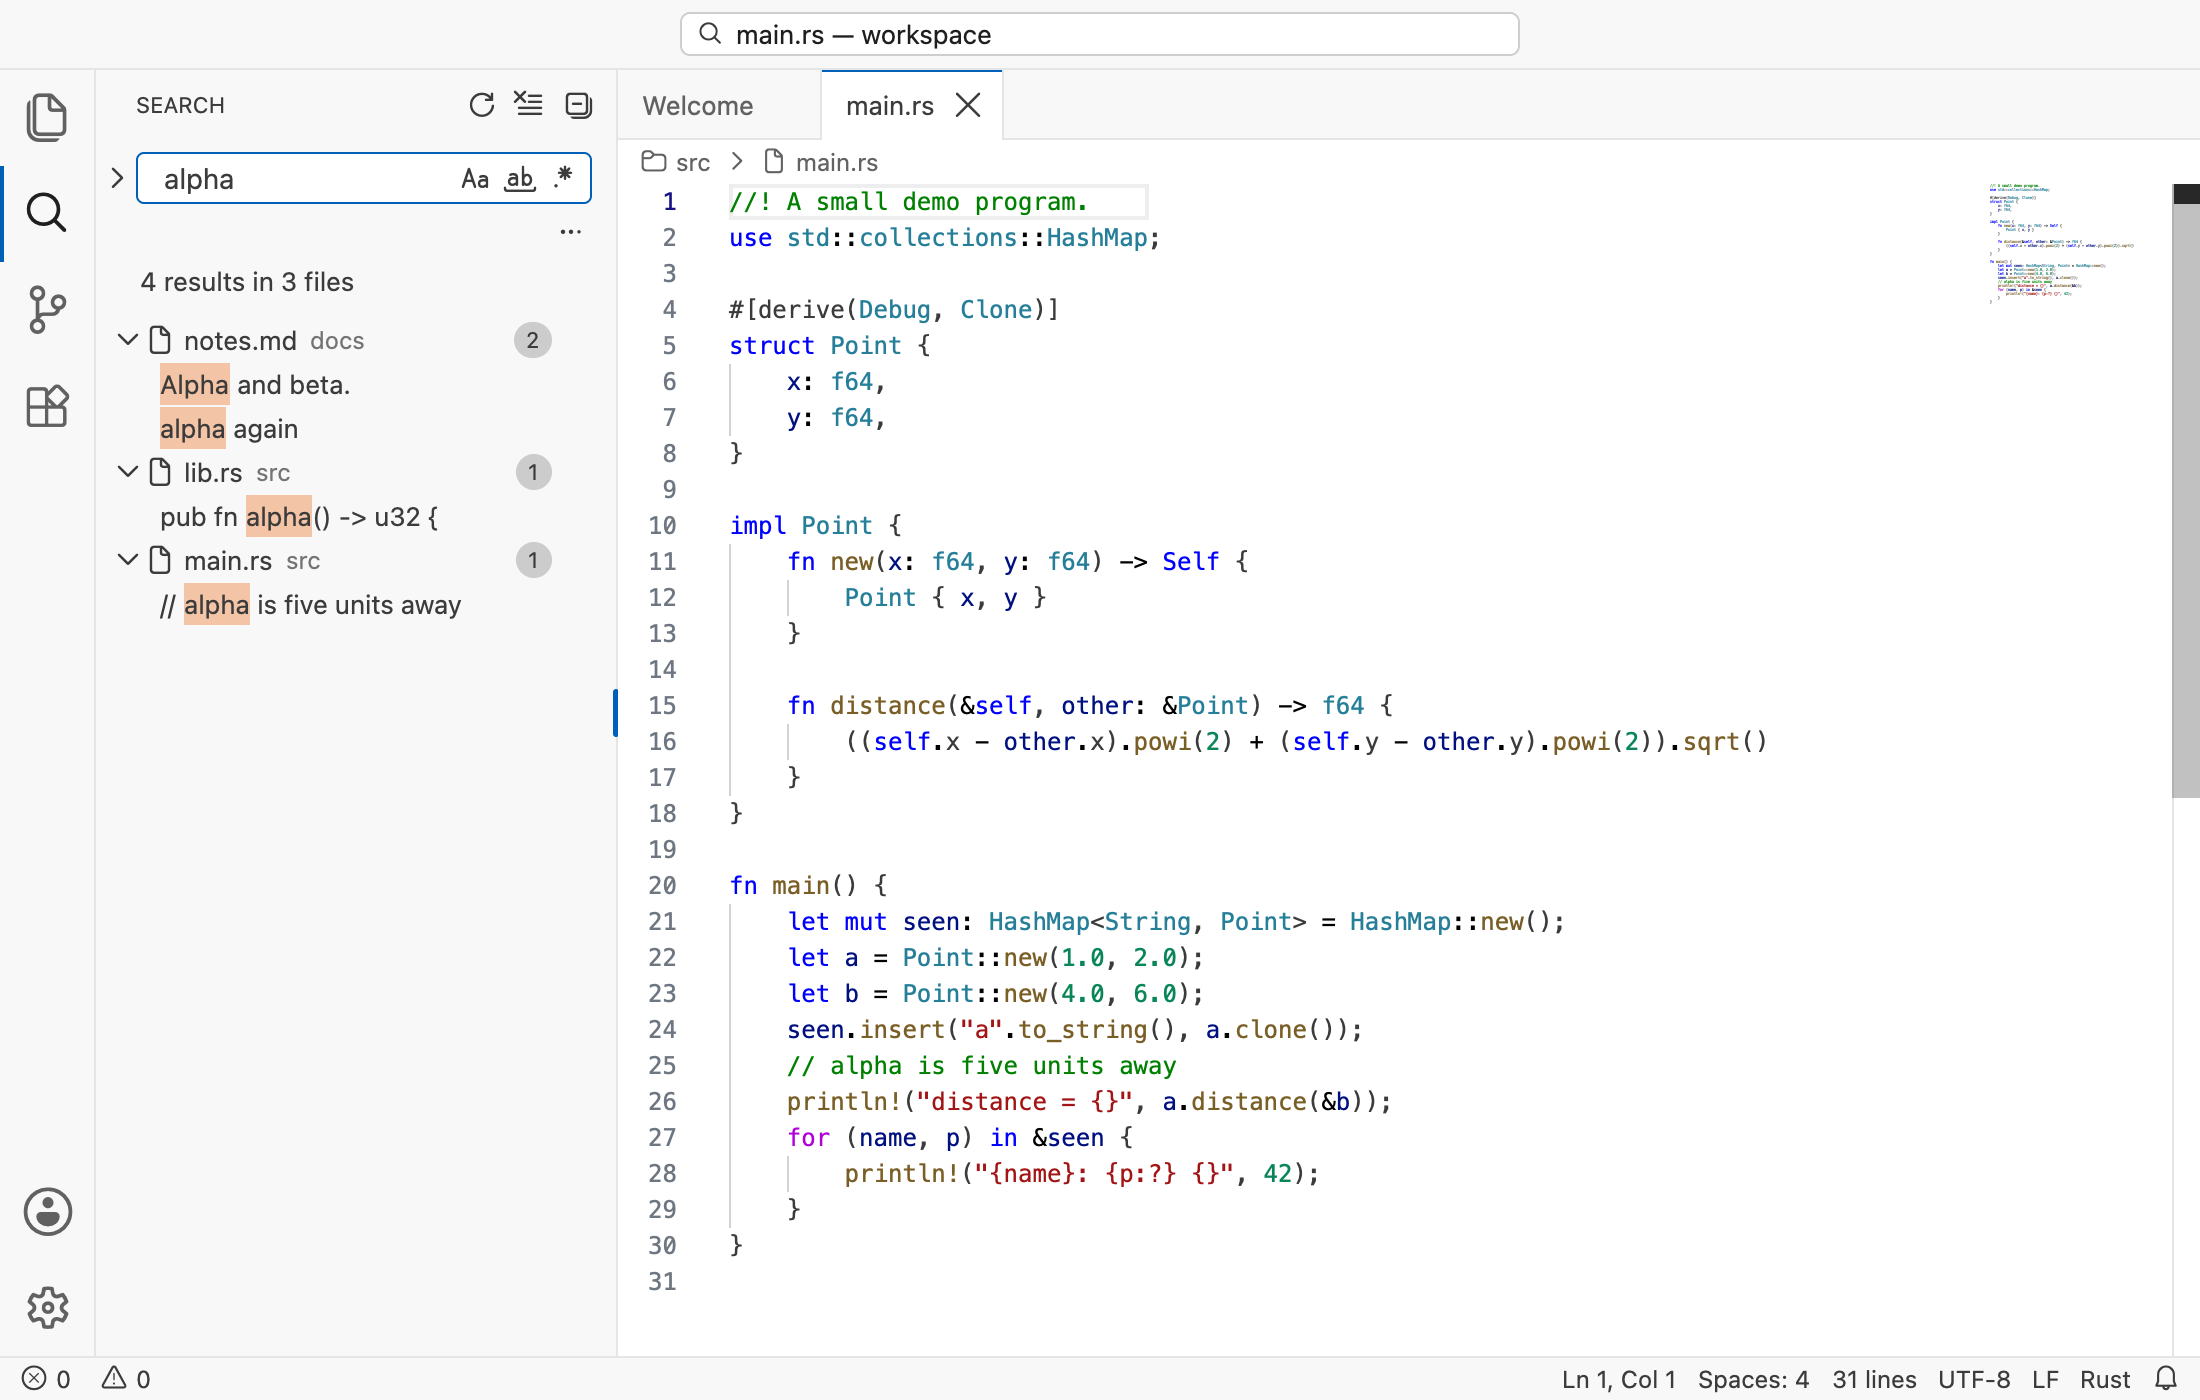 main.rs — workspace
SEARCH
alpha
Aa ab .*
...
4 results in 3 files
notes.md docs 2
Alpha and beta.
alpha again
lib.rs src 1
pub fn alpha() -> u32 {
main.rs src 1
// alpha is five units away
Welcome
main.rs
src > main.rs
1 //! A small demo program.
2 use std::collections::HashMap;
3
4 #[derive(Debug, Clone)]
5 struct Point {
6     x: f64,
7     y: f64,
8 }
9
10 impl Point {
11     fn new(x: f64, y: f64) -> Self {
12         Point { x, y }
13     }
14
15     fn distance(&self, other: &Point) -> f64 {
16         ((self.x - other.x).powi(2) + (self.y - other.y).powi(2)).sqrt()
17     }
18 }
19
20 fn main() {
21     let mut seen: HashMap<String, Point> = HashMap::new();
22     let a = Point::new(1.0, 2.0);
23     let b = Point::new(4.0, 6.0);
24     seen.insert("a".to_string(), a.clone());
25     // alpha is five units away
26     println!("distance = {}", a.distance(&b));
27     for (name, p) in &seen {
28         println!("{name}: {p:?} {}", 42);
29     }
30 }
31
0 0
Ln 1, Col 1 Spaces: 4 31 lines UTF-8 LF Rust